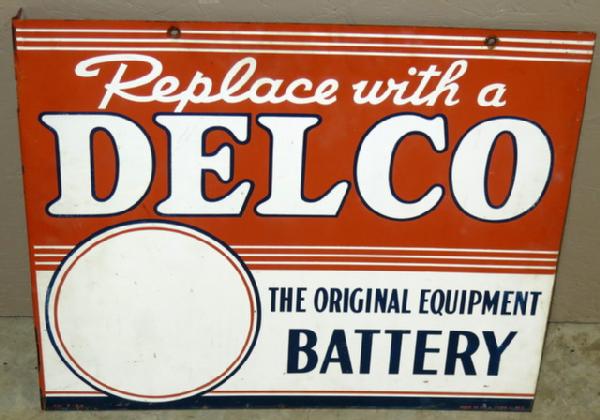 Replace with a
DELCO
THE ORIGINAL EQUIPMENT
BATTERY